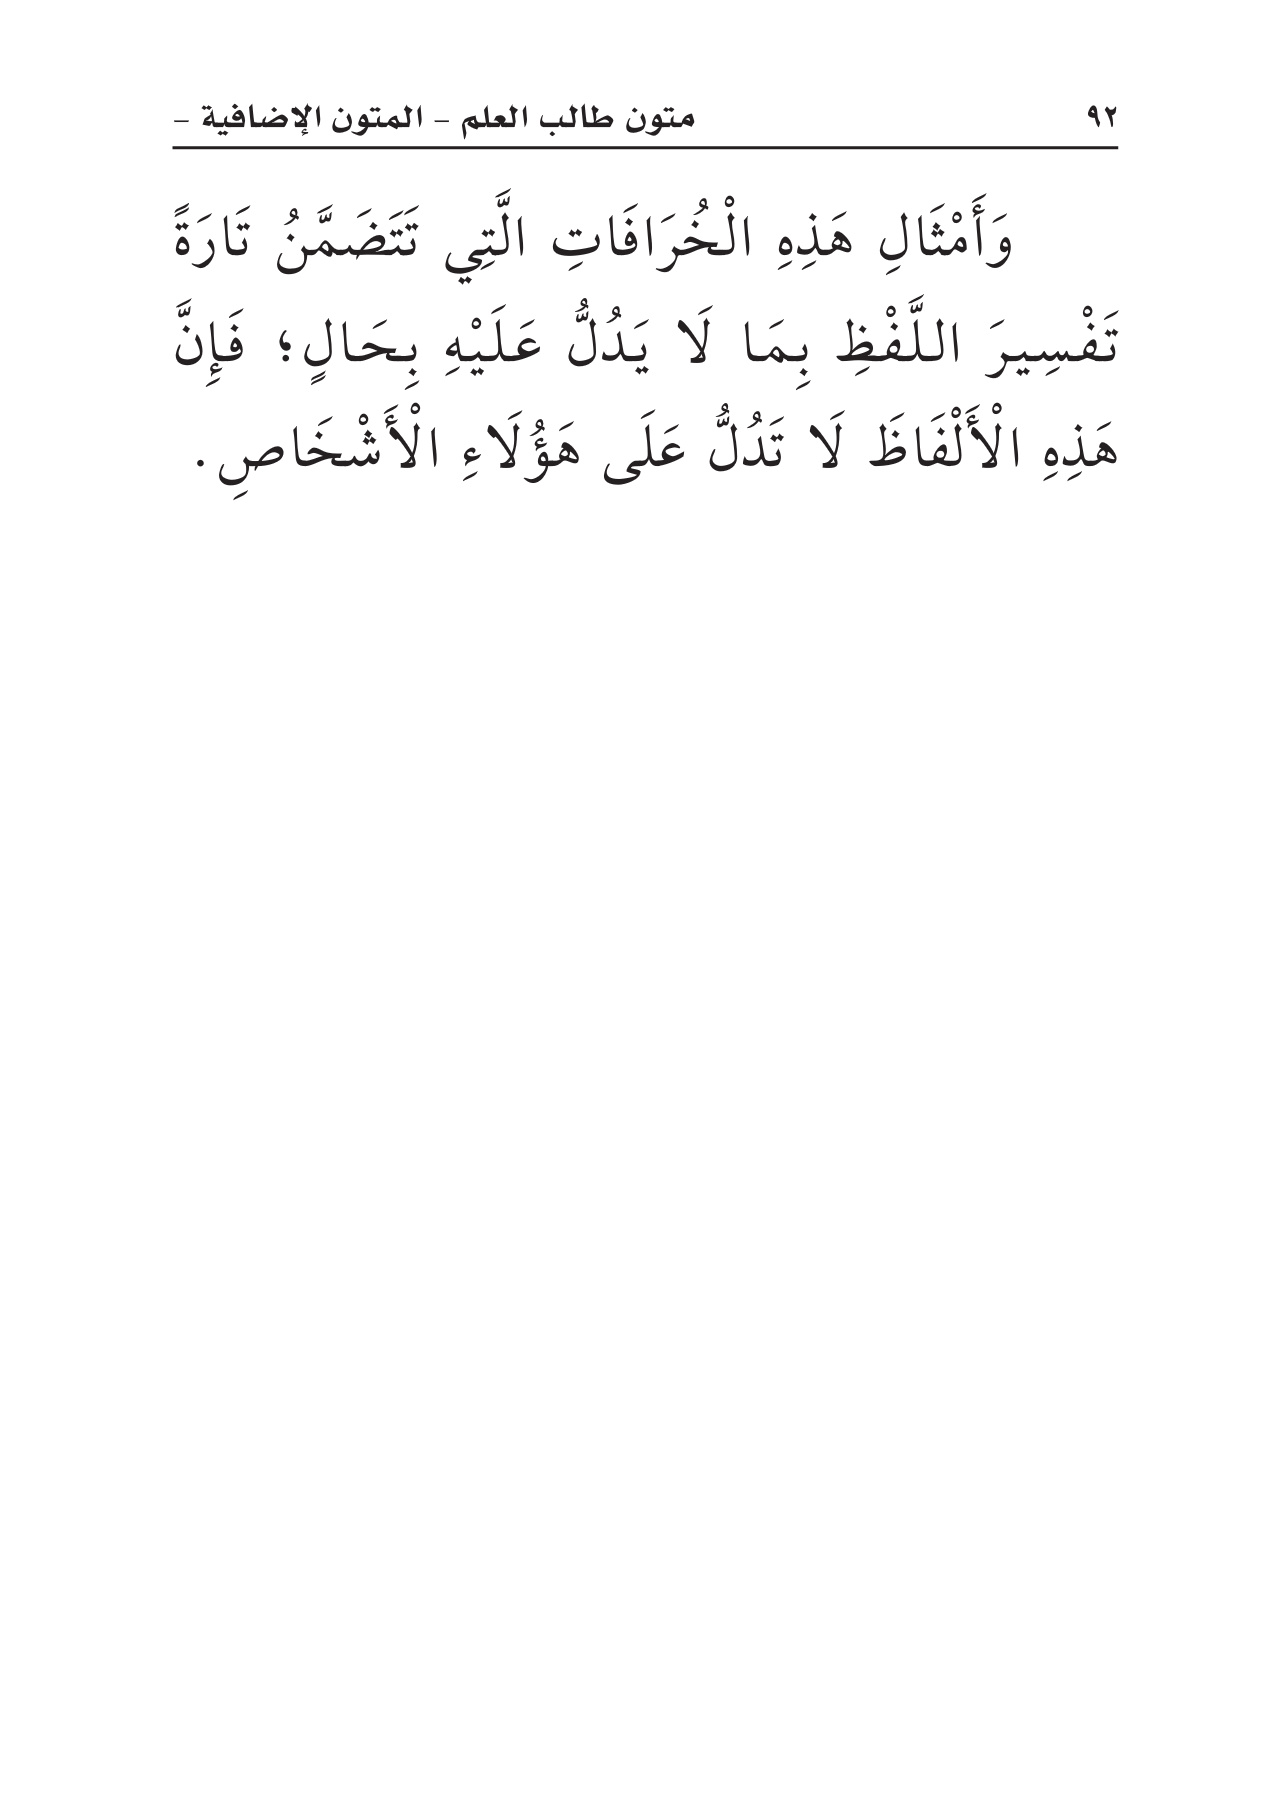 ٩٢ متون طالب العلم - المتون الإضافية -
وَأَمْثَالِ هَذِهِ الْخُرَافَاتِ الَّتِي تَتَضَمَّنُ تَارَةً
تَفْسِيرَ اللَّفْظِ بِمَا لَا يَدُلُّ عَلَيْهِ بِحَالٍ؛ فَإِنَّ
هَذِهِ الْأَلْفَاظَ لَا تَدُلُّ عَلَى هَؤُلَاءِ الْأَشْخَاصِ.